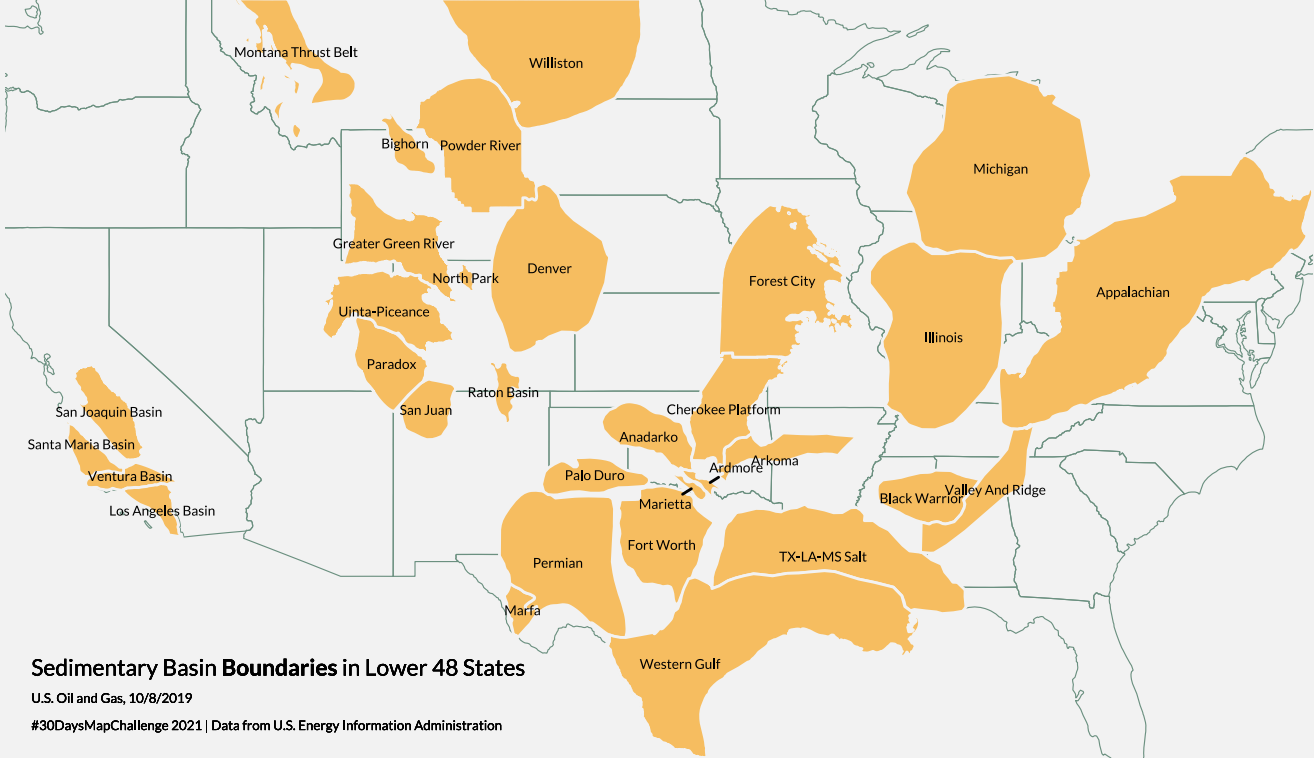 Montana Thrust Belt
Williston
Bighorn
Powder River
Michigan
Greater Green River
North Park
Denver
Forest City
Appalachian
Uinta-Piceance
Illinois
Paradox
Raton Basin
San Juan
San Joaquin Basin
Cherokee Platform
Santa Maria Basin
Anadarko
Arkoma
Ardmore
Ventura Basin
Palo Duro
Valley And Ridge
Black Warrior
Marietta
Los Angeles Basin
Fort Worth
TX-LA-MS Salt
Permian
Marfa
Western Gulf
Sedimentary Basin Boundaries in Lower 48 States
U.S. Oil and Gas, 10/8/2019
#30DaysMapChallenge 2021 | Data from U.S. Energy Information Administration